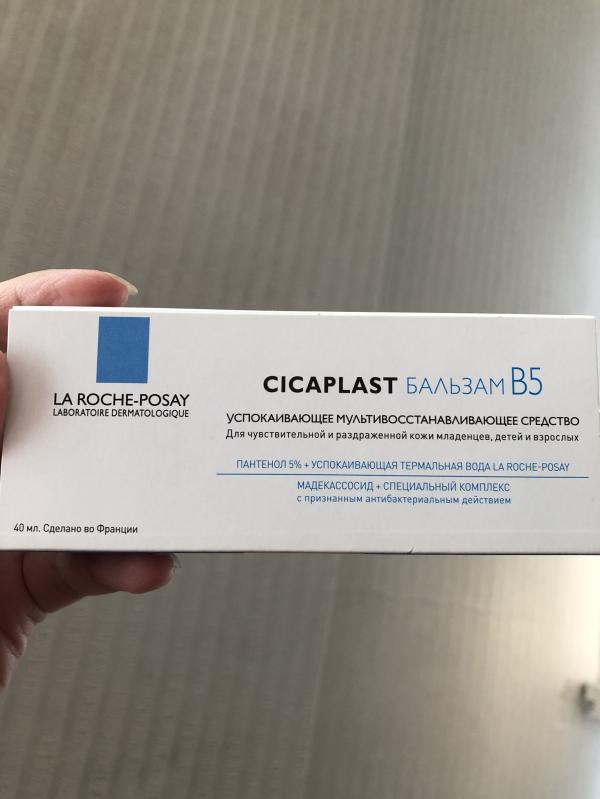 LA ROCHE-POSAY
LABORATOIRE DERMATOLOGIQUE
CICAPLAST БАЛЬЗАМ B5
УСПОКАИВАЮЩЕЕ МУЛЬТИВОССТАНАВЛИВАЮЩЕЕ СРЕДСТВО
Для чувствительной и раздраженной кожи младенцев, детей и взрослых
ПАНТЕНОЛ 5% + УСПОКАИВАЮЩАЯ ТЕРМАЛЬНАЯ ВОДА LA ROCHE-POSAY
МАДЕКАССОСИД + СПЕЦИАЛЬНЫЙ КОМПЛЕКС
с признанным антибактериальным действием
40 мл. Сделано во Франции